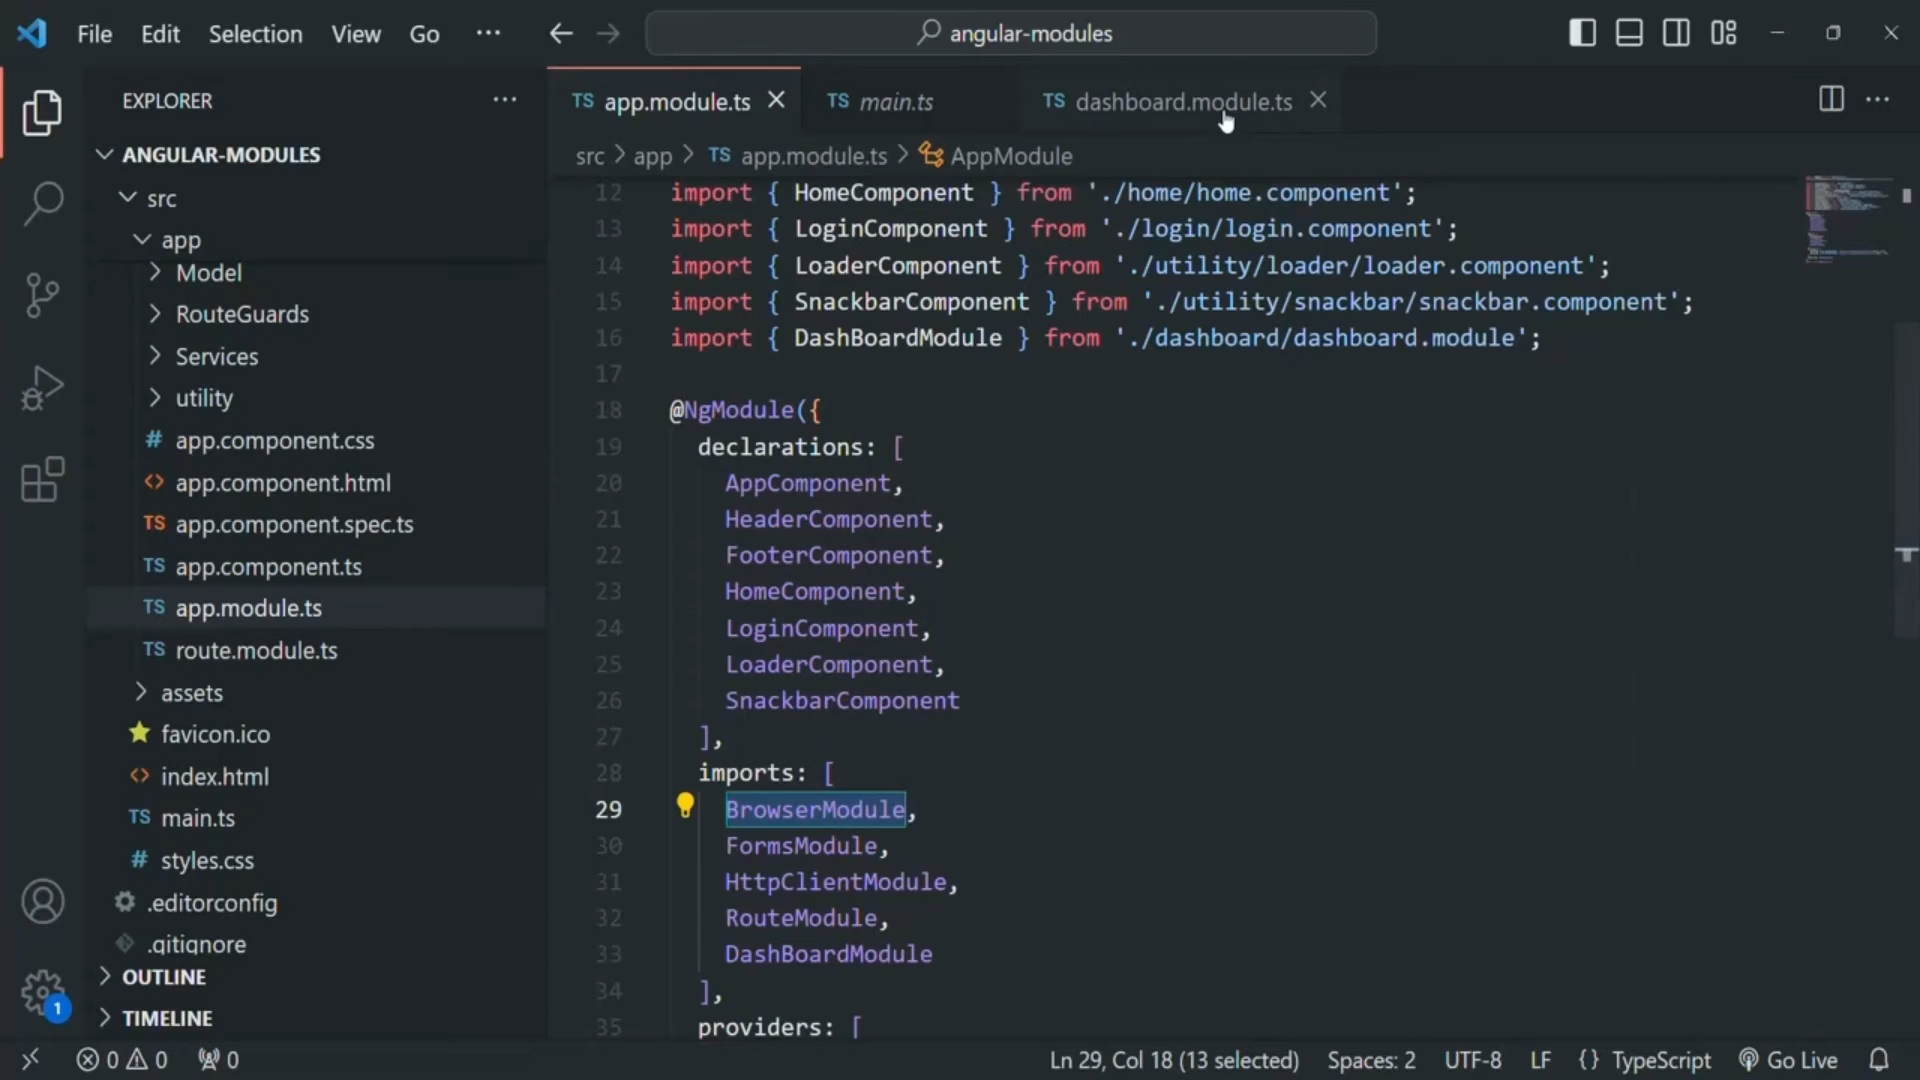 File Edit Selection View Go ··· angular-modules
EXPLORER ···
ANGULAR-MODULES
src
app
Model
RouteGuards
Services
utility
# app.component.css
<> app.component.html
TS app.component.spec.ts
TS app.component.ts
TS app.module.ts
TS route.module.ts
assets
favicon.ico
<> index.html
TS main.ts
# styles.css
.editorconfig
.gitignore
OUTLINE
TIMELINE
1
TS app.module.ts TS main.ts TS dashboard.module.ts ···
src > app > TS app.module.ts > AppModule
12 import { HomeComponent } from './home/home.component';
13 import { LoginComponent } from './login/login.component';
14 import { LoaderComponent } from './utility/loader/loader.component';
15 import { SnackbarComponent } from './utility/snackbar/snackbar.component';
16 import { DashBoardModule } from './dashboard/dashboard.module';
17
18 @NgModule({
19 declarations: [
20 AppComponent,
21 HeaderComponent,
22 FooterComponent,
23 HomeComponent,
24 LoginComponent,
25 LoaderComponent,
26 SnackbarComponent
27 ],
28 imports: [
29 BrowserModule,
30 FormsModule,
31 HttpClientModule,
32 RouteModule,
33 DashBoardModule
34 ],
35 providers: [
0 0 0 Ln 29, Col 18 (13 selected) Spaces: 2 UTF-8 LF {} TypeScript Go Live